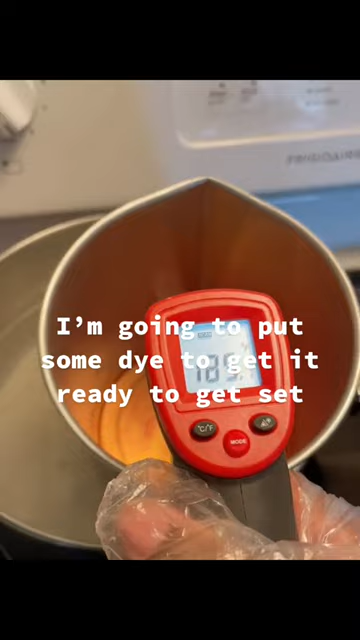 FRIGIDAIRE
I'm going to put
some dye to get it
ready to get set
°C/°F
MODE